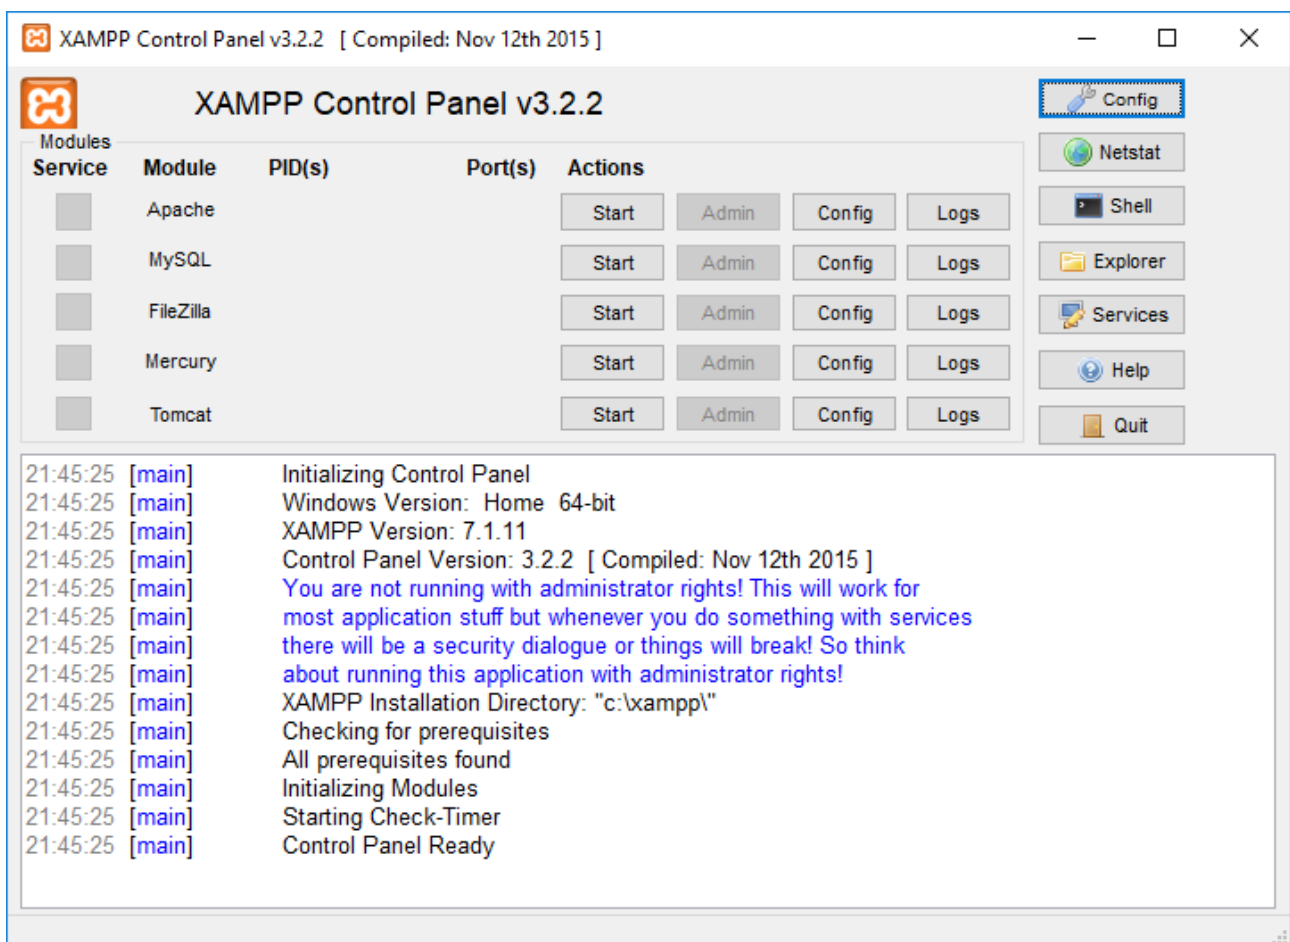 XAMPP Control Panel v3.2.2 [ Compiled: Nov 12th 2015 ]
XAMPP Control Panel v3.2.2
Config
Modules
Service Module PID(s) Port(s) Actions
Netstat
Apache Start Admin Config Logs
Shell
MySQL Start Admin Config Logs
Explorer
FileZilla Start Admin Config Logs
Services
Mercury Start Admin Config Logs
Help
Tomcat Start Admin Config Logs
Quit
21:45:25 [main] Initializing Control Panel
21:45:25 [main] Windows Version: Home 64-bit
21:45:25 [main] XAMPP Version: 7.1.11
21:45:25 [main] Control Panel Version: 3.2.2 [ Compiled: Nov 12th 2015 ]
21:45:25 [main] You are not running with administrator rights! This will work for
21:45:25 [main] most application stuff but whenever you do something with services
21:45:25 [main] there will be a security dialogue or things will break! So think
21:45:25 [main] about running this application with administrator rights!
21:45:25 [main] XAMPP Installation Directory: "c:\xampp\"
21:45:25 [main] Checking for prerequisites
21:45:25 [main] All prerequisites found
21:45:25 [main] Initializing Modules
21:45:25 [main] Starting Check-Timer
21:45:25 [main] Control Panel Ready